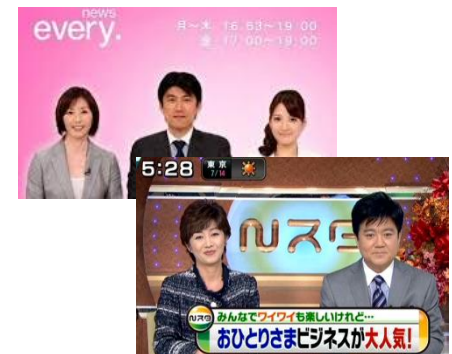 news
every.
月～木 16:53～19:00
金 17:00～19:00
5:28
東京
7/14
Nスタ
Nスタ
みんなでワイワイも楽しいけれど…
おひとりさまビジネスが大人気!